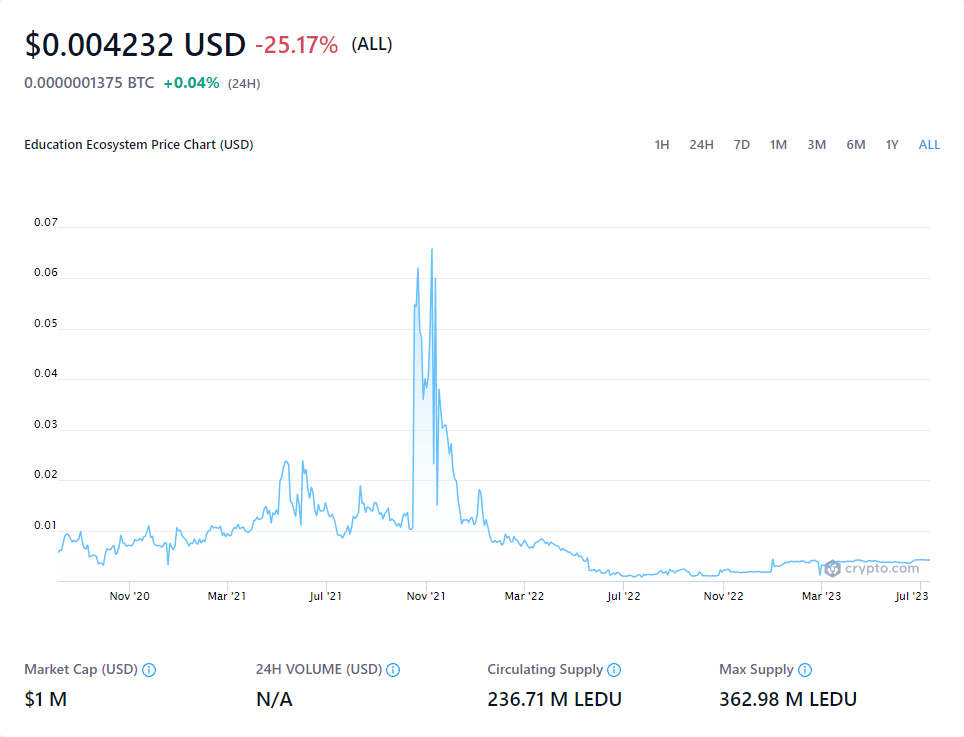 $0.004232 USD -25.17% (ALL)
0.0000001375 BTC +0.04% (24H)
Education Ecosystem Price Chart (USD) 1H 24H 7D 1M 3M 6M 1Y ALL
0.07
0.06
0.05
0.04
0.03
0.02
0.01
crypto.com
Nov '20 Mar '21 Jul '21 Nov '21 Mar '22 Jul '22 Nov '22 Mar '23 Jul '23
Market Cap (USD) 24H VOLUME (USD) Circulating Supply Max Supply
$1 M N/A 236.71 M LEDU 362.98 M LEDU